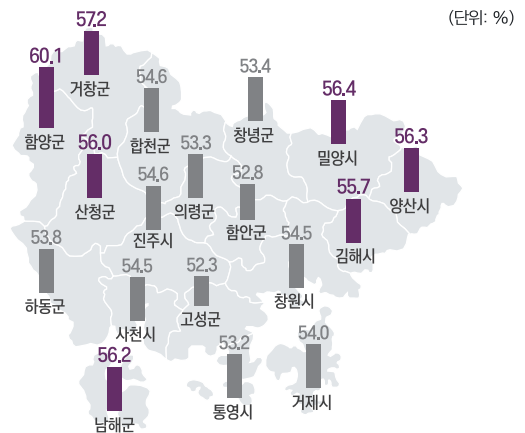 (단위: %)
57.2
거창군
60.1
함양군
54.6
합천군
53.4
창녕군
56.4
밀양시
56.3
양산시
56.0
산청군
54.6
진주시
53.3
의령군
52.8
함안군
55.7
김해시
53.8
하동군
54.5
사천시
52.3
고성군
54.5
창원시
56.2
남해군
53.2
통영시
54.0
거제시